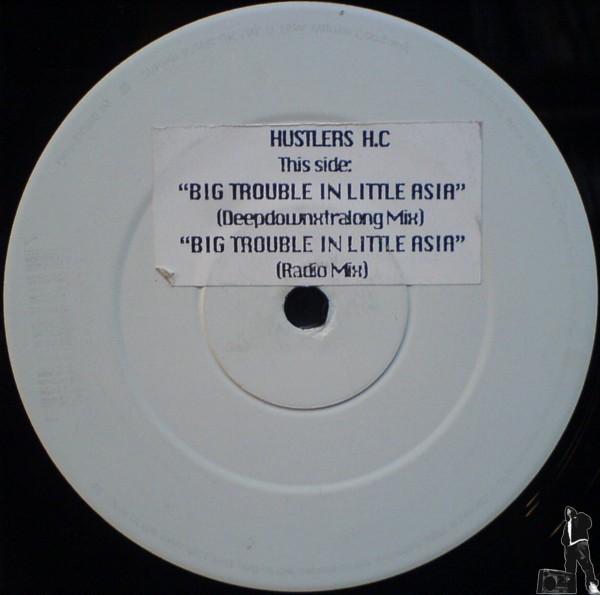 HUSTLERS H.C
This side:
“BIG TROUBLE IN LITTLE ASIA”
(Deepdownxtralong Mix)
“BIG TROUBLE IN LITTLE ASIA”
(Radio Mix)